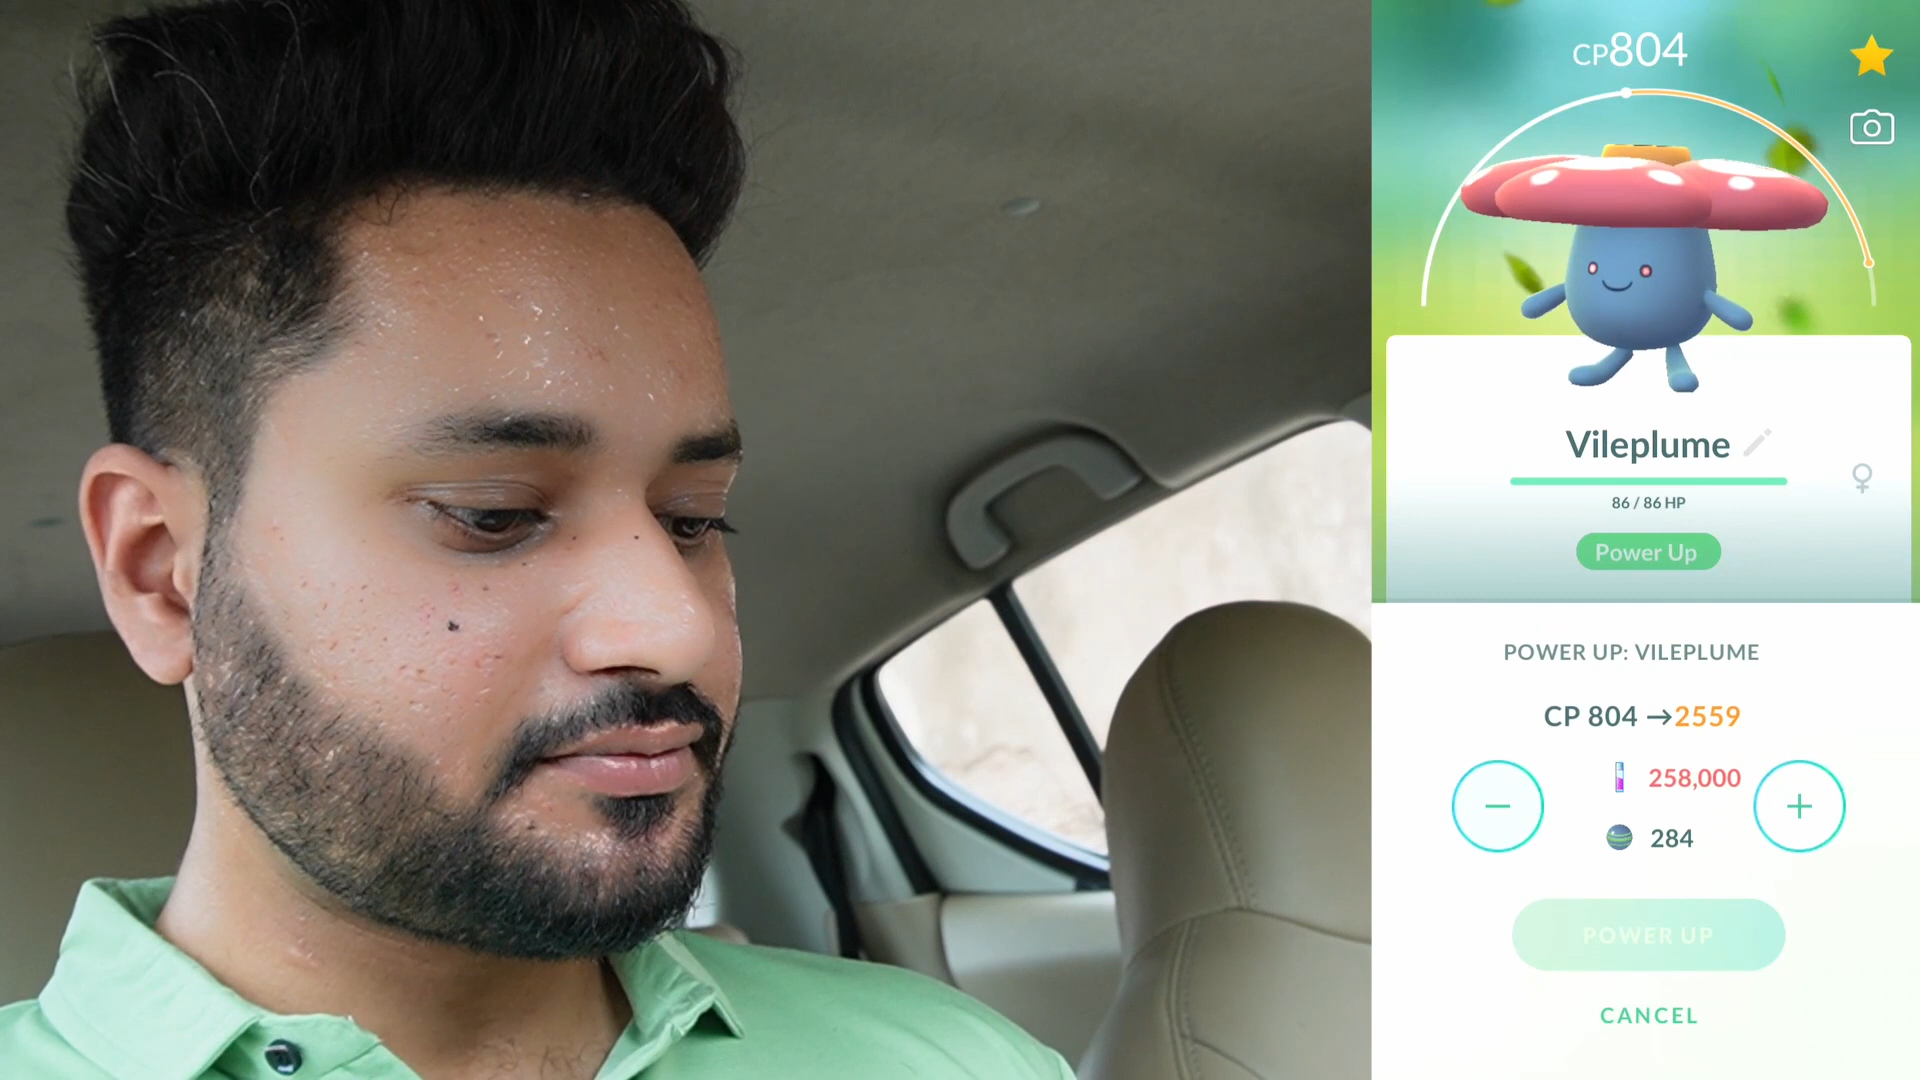 CP804
Vileplume
86 / 86 HP
Power Up
POWER UP: VILEPLUME
CP 804 →2559
258,000
284
POWER UP
CANCEL